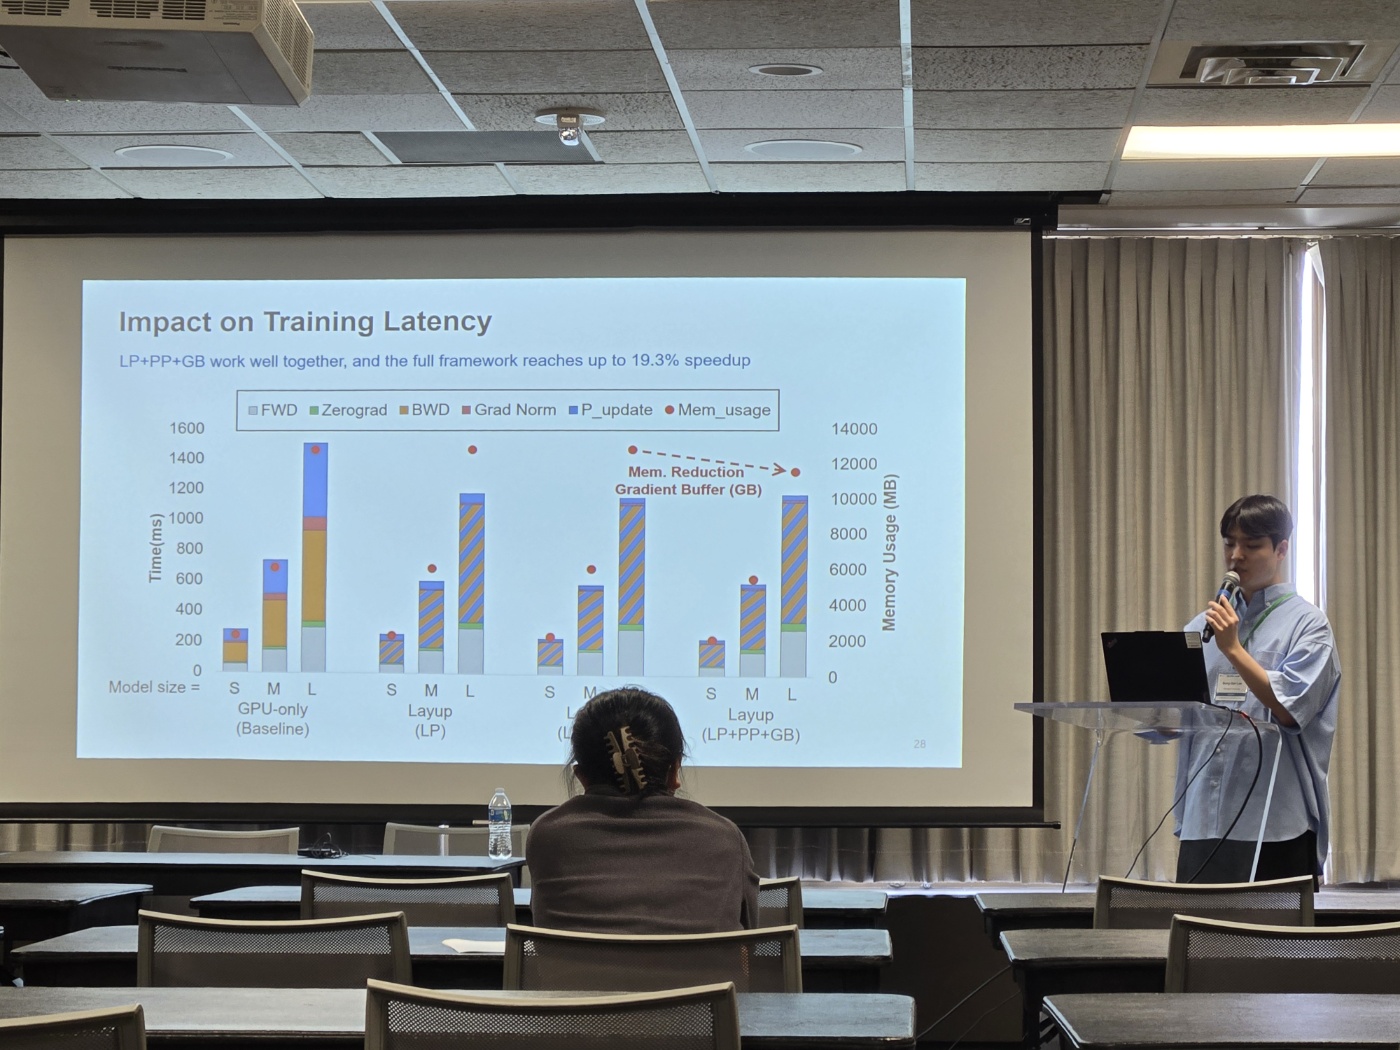 Impact on Training Latency
LP+PP+GB work well together, and the full framework reaches up to 19.3% speedup
FWD Zerograd BWD Grad Norm P_update Mem_usage
1600
1400
1200
1000
800
600
400
200
0
Time(ms)
14000
12000
10000
8000
6000
4000
2000
0
Memory Usage (MB)
Mem. Reduction
Gradient Buffer (GB)
Model size = S M L S M L S M S M L
GPU-only
(Baseline)
Layup
(LP)
Layup
(LP+PP+GB)
28